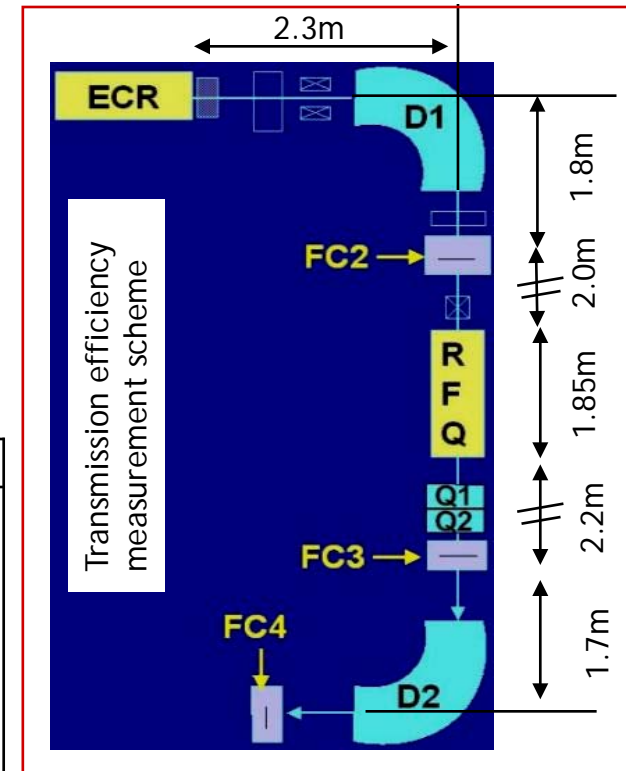 2.3m
ECR
D1
1.8m
FC2
2.0m
Transmission efficiency
measurement scheme
R
F
Q
1.85m
Q1
Q2
2.2m
FC3
1.7m
FC4
D2